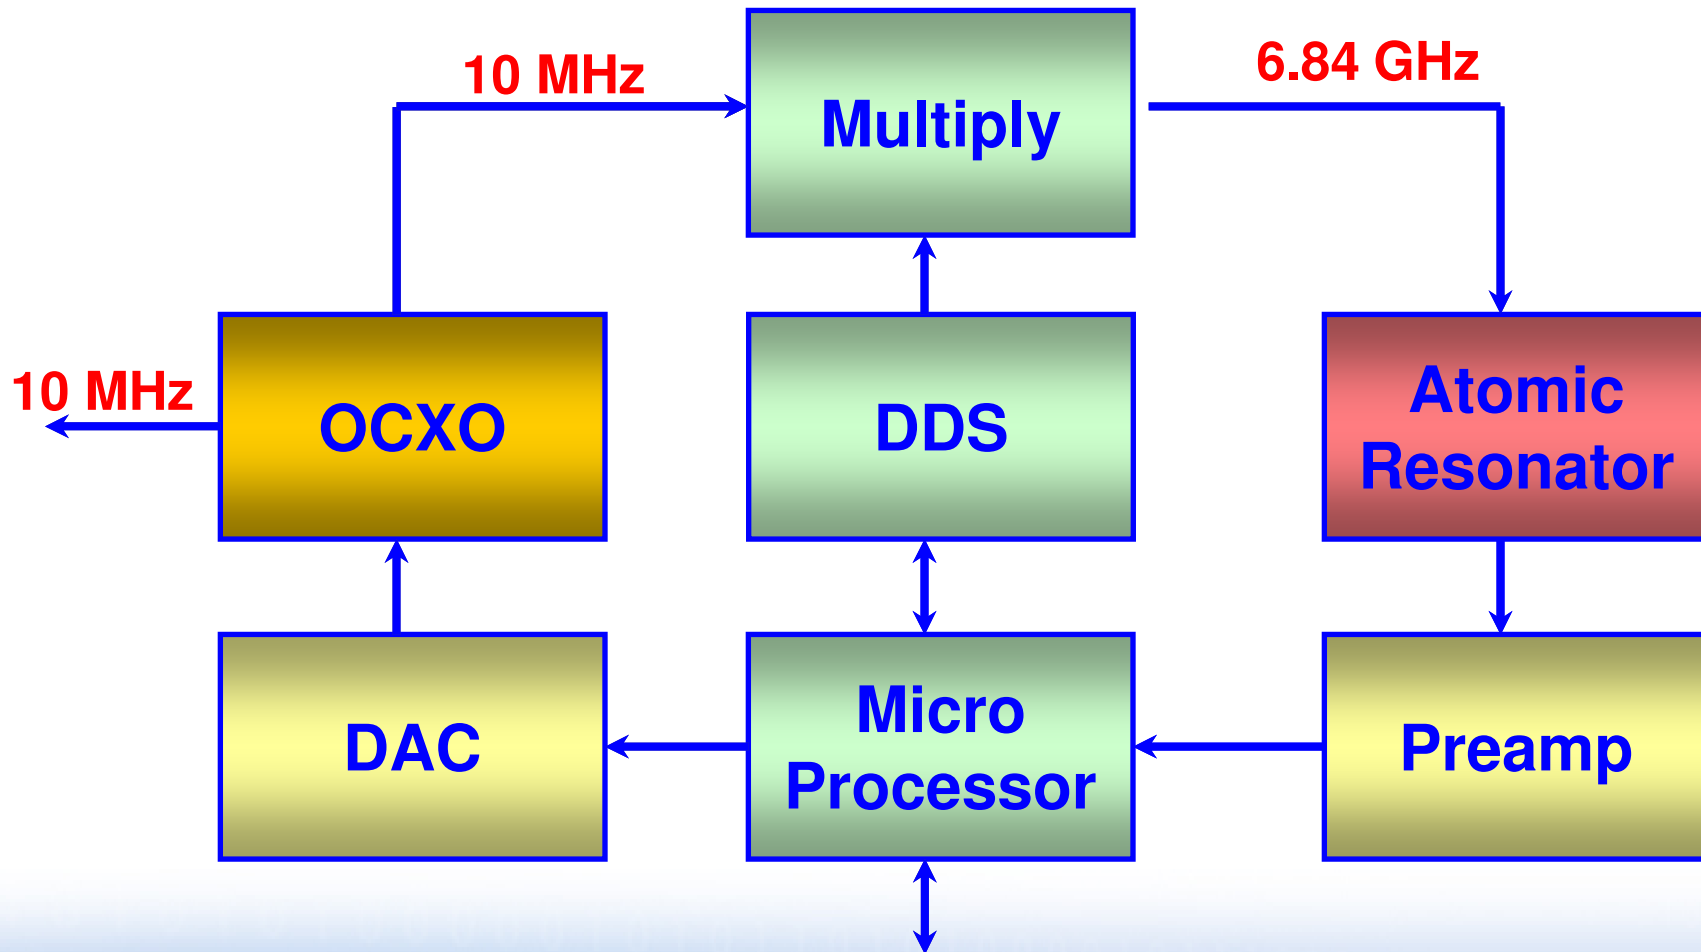 10 MHz
6.84 GHz
Multiply
10 MHz
OCXO
DDS
Atomic
Resonator
DAC
Micro
Processor
Preamp